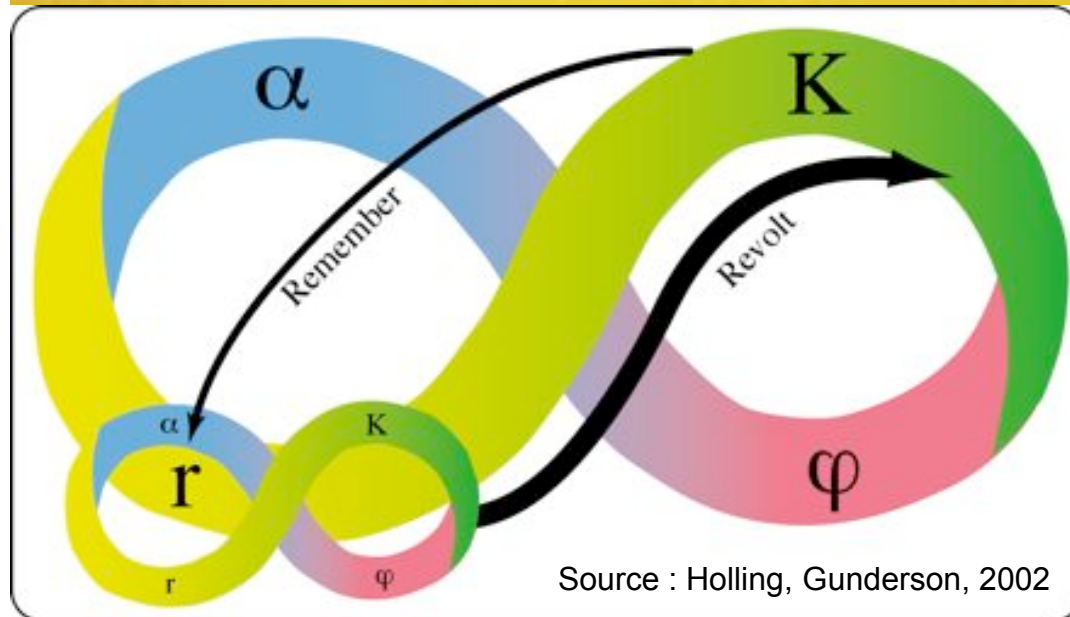 α
K
Remember
Revolt
α
K
r
r
φ
φ
Source : Holling, Gunderson, 2002